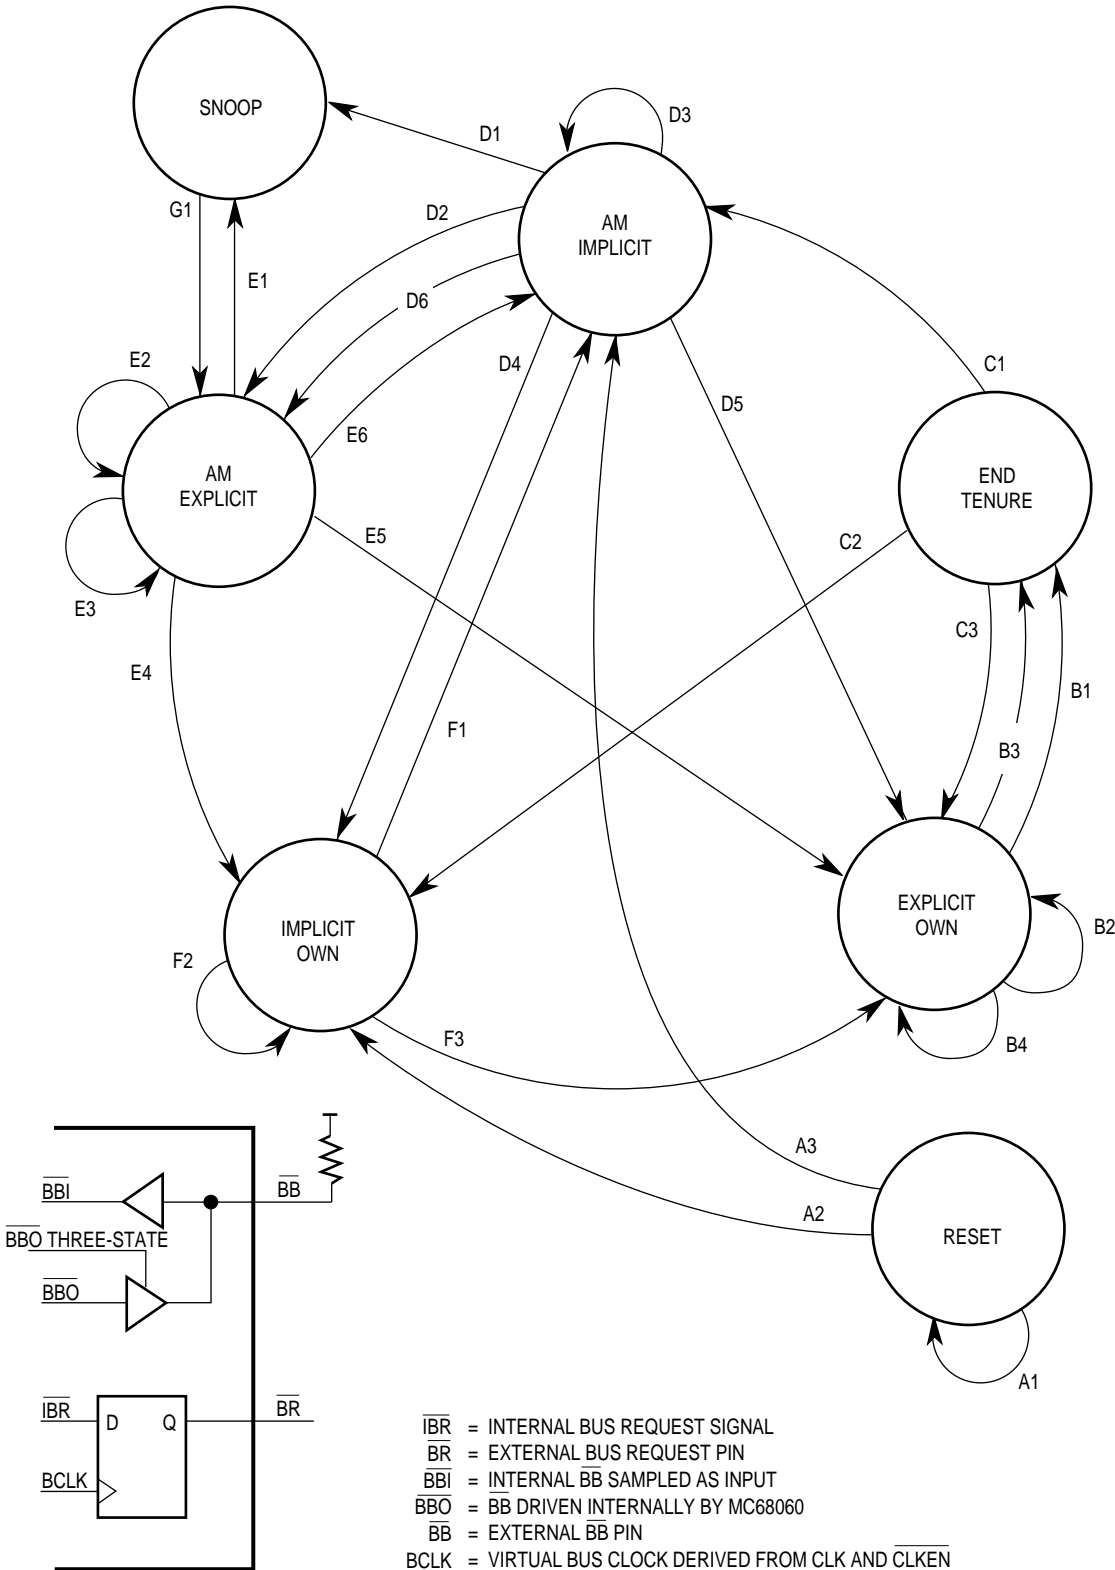 SNOOP
D1
D3
G1
E1
D2
D6
AM
IMPLICIT
E2
E6
D4
D5
C1
AM
EXPLICIT
END
TENURE
E5
C2
E3
E4
C3
B1
F1
B3
IMPLICIT
OWN
EXPLICIT
OWN
F2
B2
F3
B4
A3
A2
RESET
A1
BBI
BB
BBO THREE-STATE
BBO
IBR
D
Q
BR
BCLK
IBR = INTERNAL BUS REQUEST SIGNAL
BR = EXTERNAL BUS REQUEST PIN
BBI = INTERNAL BB SAMPLED AS INPUT
BBO = BB DRIVEN INTERNALLY BY MC68060
BB = EXTERNAL BB PIN
BCLK = VIRTUAL BUS CLOCK DERIVED FROM CLK AND CLKEN